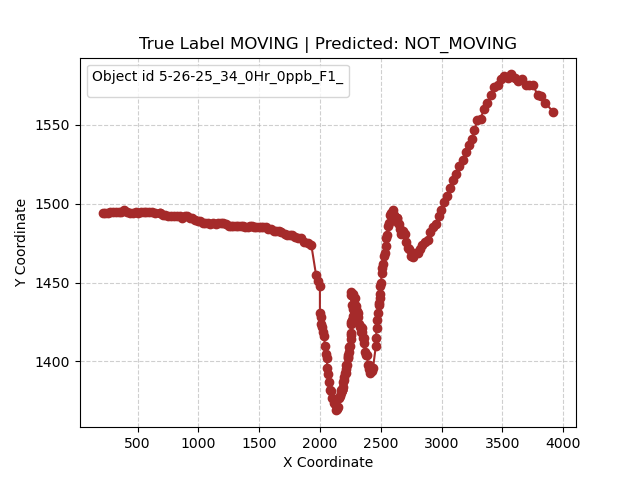 True Label MOVING | Predicted: NOT_MOVING
Object id 5-26-25_34_0Hr_0ppb_F1_
1550
1500
1450
1400
Y Coordinate
500 1000 1500 2000 2500 3000 3500 4000
X Coordinate